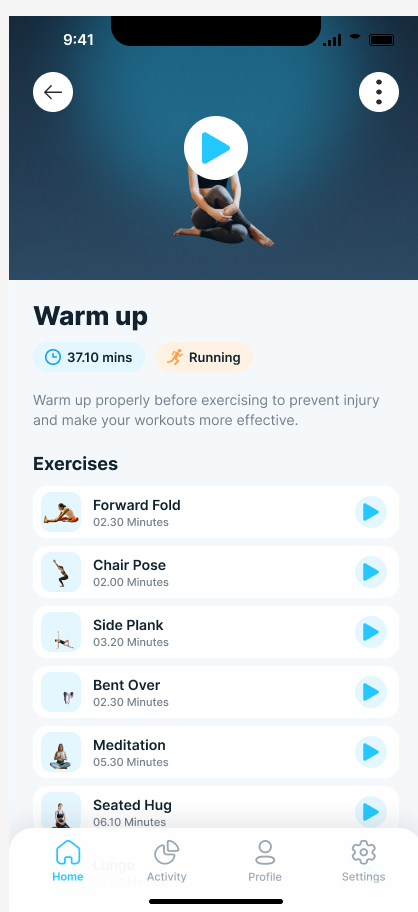 9:41
Warm up
37.10 mins
Running
Warm up properly before exercising to prevent injury
and make your workouts more effective.
Exercises
Forward Fold
02.30 Minutes
Chair Pose
02.00 Minutes
Side Plank
03.20 Minutes
Bent Over
02.30 Minutes
Meditation
05.30 Minutes
Seated Hug
06.10 Minutes
Lunge
Home
Activity
Profile
Settings